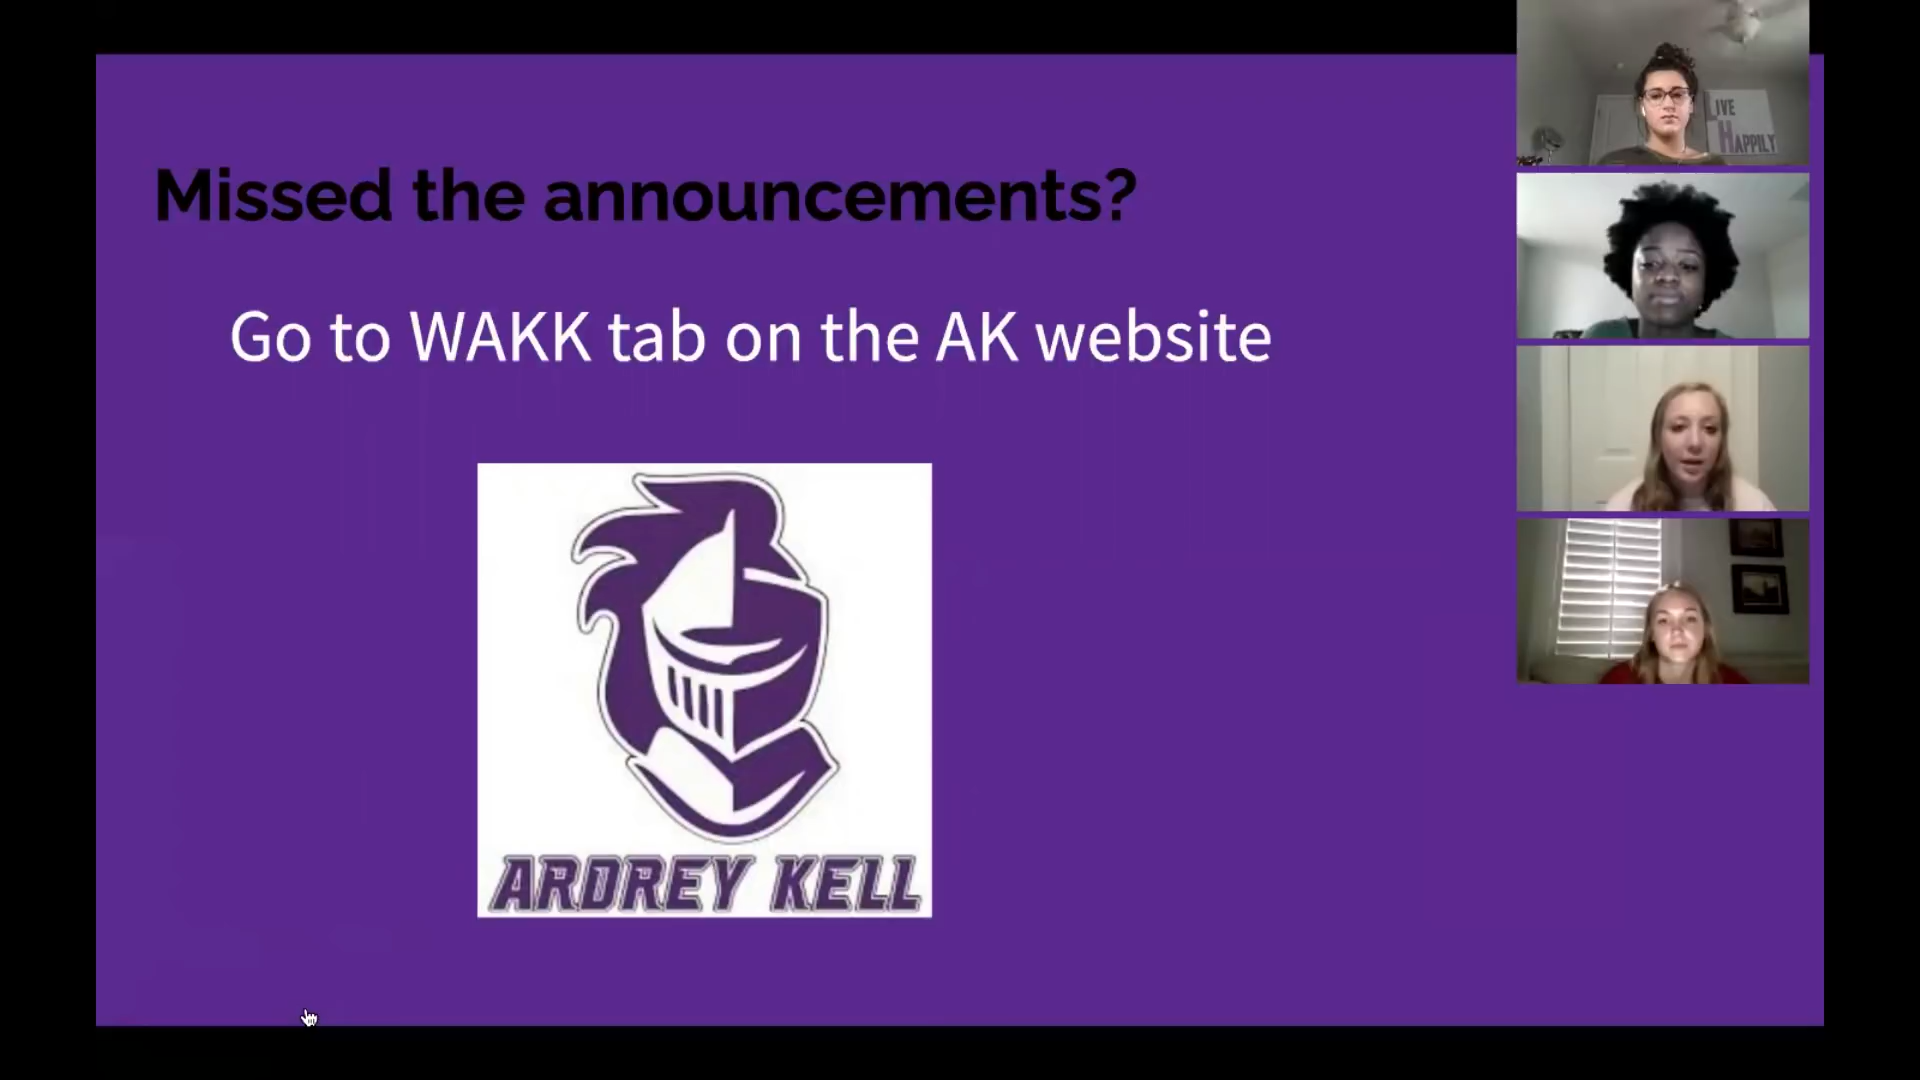 Missed the announcements?
Go to WAKK tab on the AK website
ARDREY KELL
LIVE
HAPPILY